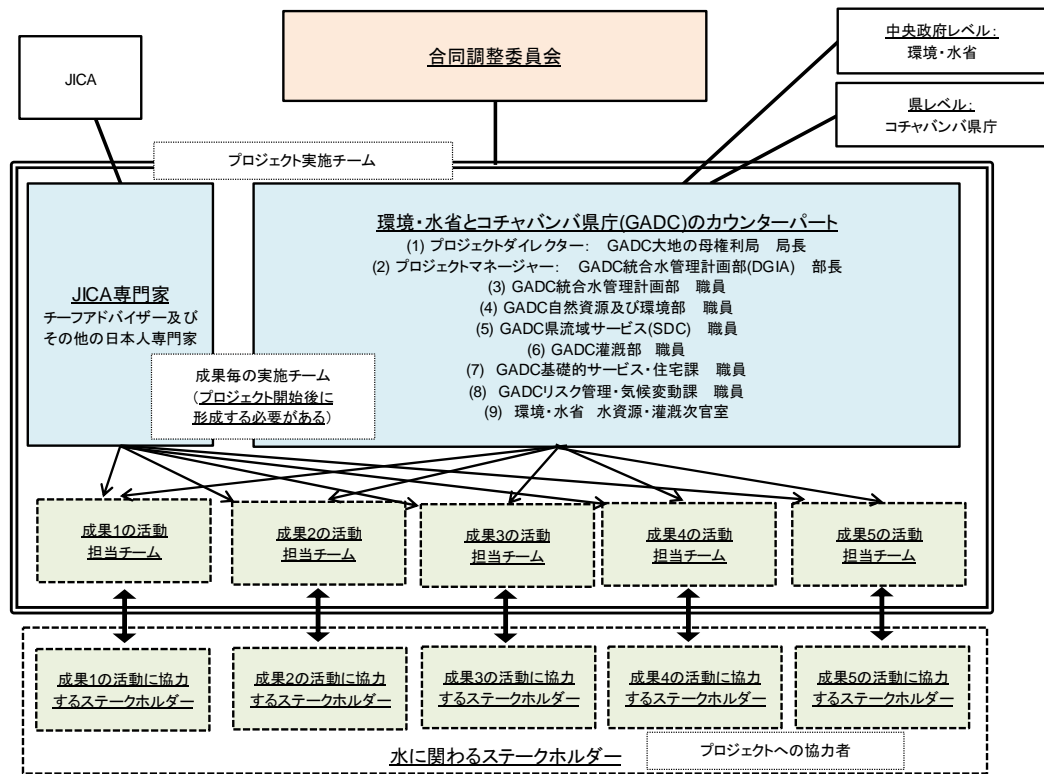 JICA
合同調整委員会
中央政府レベル：
環境・水省
県レベル：
コチャバンバ県庁
プロジェクト実施チーム
JICA専門家
チーフアドバイザー及び
その他の日本人専門家
環境・水省とコチャバンバ県庁(GADC)のカウンターパート
(1) プロジェクトダイレクター： GADC大地の母権利局 局長
(2) プロジェクトマネージャー： GADC統合水管理計画部(DGIA) 部長
(3) GADC統合水管理計画部 職員
(4) GADC自然資源及び環境部 職員
(5) GADC県流域サービス(SDC) 職員
(6) GADC灌漑部 職員
(7) GADC基礎的サービス・住宅課 職員
(8) GADCリスク管理・気候変動課 職員
(9) 環境・水省 水資源・灌漑次官室
成果毎の実施チーム
（プロジェクト開始後に
形成する必要がある）
成果1の活動
担当チーム
成果2の活動
担当チーム
成果3の活動
担当チーム
成果4の活動
担当チーム
成果5の活動
担当チーム
成果1の活動に協力
するステークホルダー
成果2の活動に協力
するステークホルダー
成果3の活動に協力
するステークホルダー
成果4の活動に協力
するステークホルダー
成果5の活動に協力
するステークホルダー
水に関わるステークホルダー
プロジェクトへの協力者